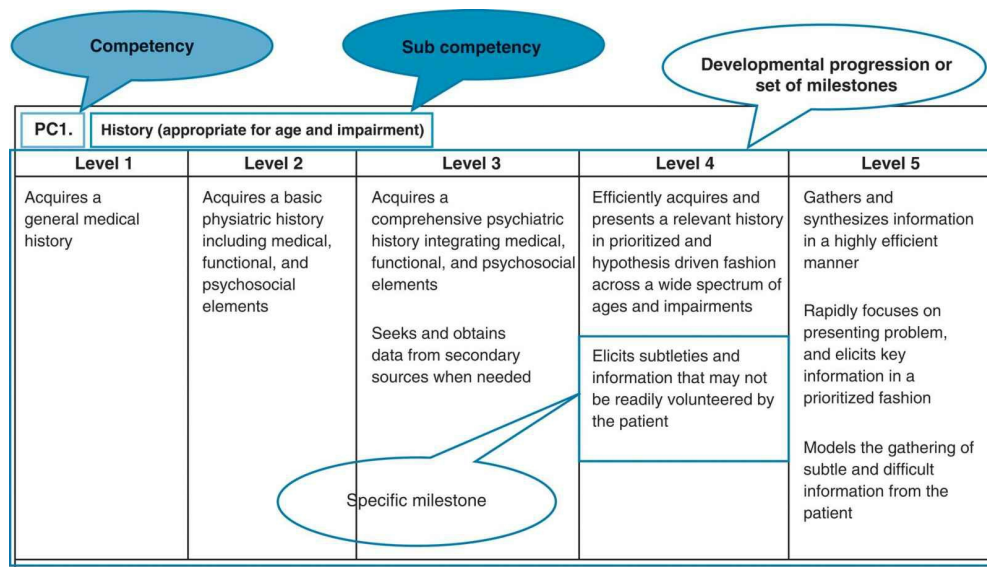 Competency
Sub competency
Developmental progression or
set of milestones
PC1.
History (appropriate for age and impairment)
Level 1
Level 2
Level 3
Level 4
Level 5
Acquires a
general medical
history
Acquires a basic
physiatric history
including medical,
functional, and
psychosocial
elements
Acquires a
comprehensive psychiatric
history integrating medical,
functional, and psychosocial
elements
Seeks and obtains
data from secondary
sources when needed
Efficiently acquires and
presents a relevant history
in prioritized and
hypothesis driven fashion
across a wide spectrum of
ages and impairments
Elicits subtleties and
information that may not
be readily volunteered by
the patient
Gathers and
synthesizes information
in a highly efficient
manner
Rapidly focuses on
presenting problem,
and elicits key
information in a
prioritized fashion
Models the gathering of
subtle and difficult
information from the
patient
Specific milestone